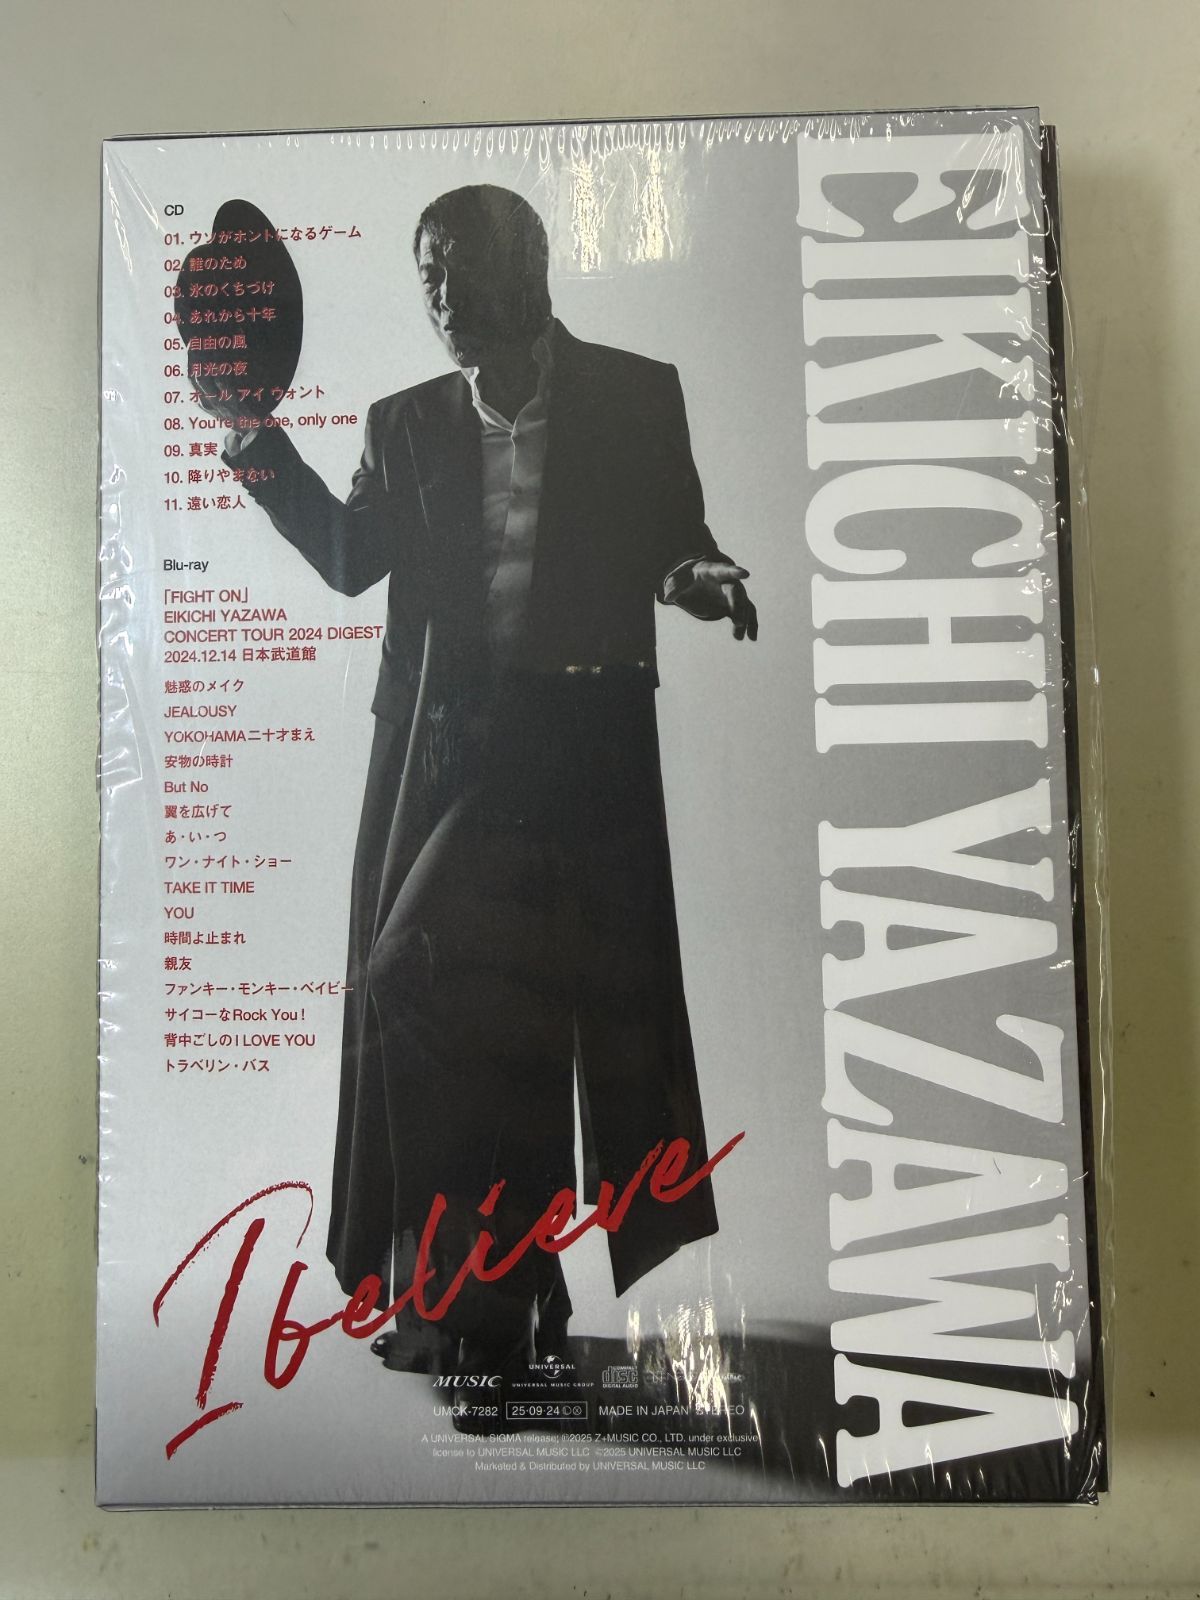 CD
01. ウソがホントになるゲーム
02. 誰のため
03. 氷のくちづけ
04. あれから十年
05. 自由の風
06. 月光の夜
07. オール アイ ウォント
08. You're the one, only one
09. 真実
10. 降りやまない
11. 遠い恋人
Blu-ray
「FIGHT ON」
EIKICHI YAZAWA
CONCERT TOUR 2024 DIGEST
2024.12.14 日本武道館
魅惑のメイク
JEALOUSY
YOKOHAMA二十才まえ
安物の時計
But No
翼を広げて
あ・い・つ
ワン・ナイト・ショー
TAKE IT TIME
YOU
時間よ止まれ
親友
ファンキー・モンキー・ベイビー
サイコーなRock You!
背中ごしのI LOVE YOU
トラベリン・バス
EIKICHI YAZAWA
I believe
MUSIC
UNIVERSAL
UNIVERSAL MUSIC GROUP
COMPACT
disc
DIGITAL AUDIO
UMCK-7282 25·09·24 MADE IN JAPAN STEREO
A UNIVERSAL SIGMA release; ℗2025 Z+MUSIC CO., LTD. under exclusive
license to UNIVERSAL MUSIC LLC ©2025 UNIVERSAL MUSIC LLC
Marketed & Distributed by UNIVERSAL MUSIC LLC